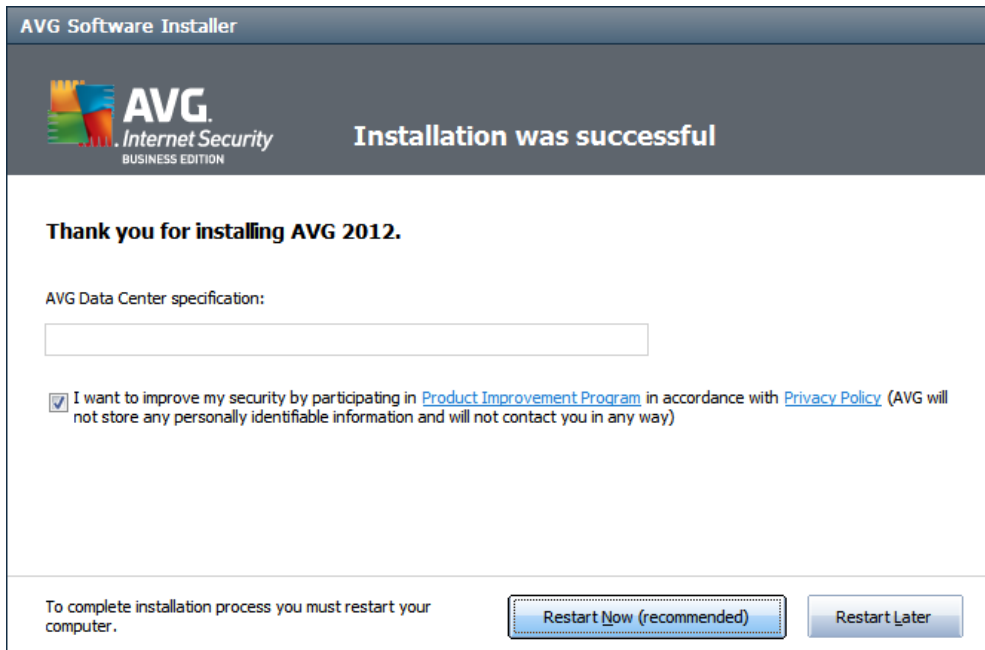 AVG Software Installer
AVG.
Internet Security
BUSINESS EDITION
Installation was successful
Thank you for installing AVG 2012.
AVG Data Center specification:
I want to improve my security by participating in Product Improvement Program in accordance with Privacy Policy (AVG will
not store any personally identifiable information and will not contact you in any way)
To complete installation process you must restart your
computer.
Restart Now (recommended)
Restart Later